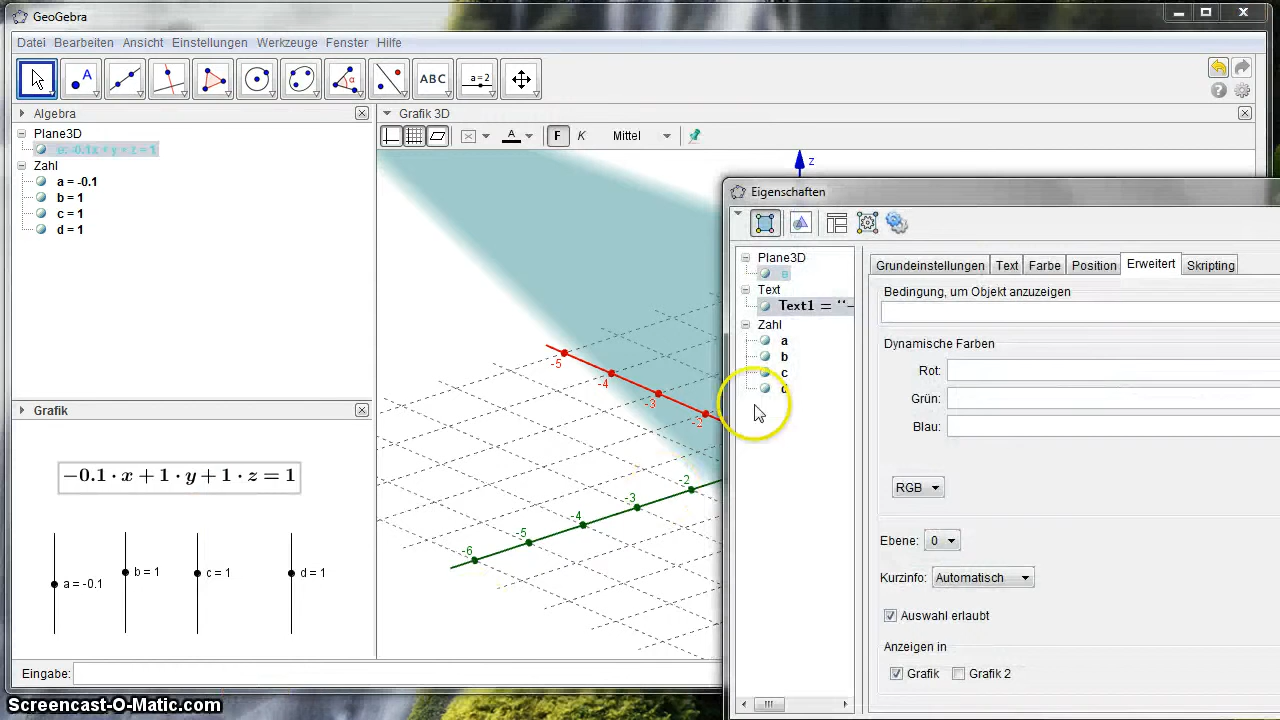 GeoGebra
Datei Bearbeiten Ansicht Einstellungen Werkzeuge Fenster Hilfe
A
α
ABC
a = 2
Algebra
Grafik 3D
Plane3D
e: -0.1x + y + z = 1
Zahl
a = -0.1
b = 1
c = 1
d = 1
A
F
K
Mittel
z
-5
-4
-3
-2
-2
-3
-4
-5
-6
Grafik
−0.1 · x + 1 · y + 1 · z = 1
a = -0.1
b = 1
c = 1
d = 1
Eingabe:
Eigenschaften
Plane3D
e
Text
Text1 = "−
Zahl
a
b
c
d
Grundeinstellungen Text Farbe Position Erweitert Skripting
Bedingung, um Objekt anzuzeigen
Dynamische Farben
Rot:
Grün:
Blau:
RGB
Ebene: 0
Kurzinfo: Automatisch
Auswahl erlaubt
Anzeigen in
Grafik Grafik 2
Screencast-O-Matic.com